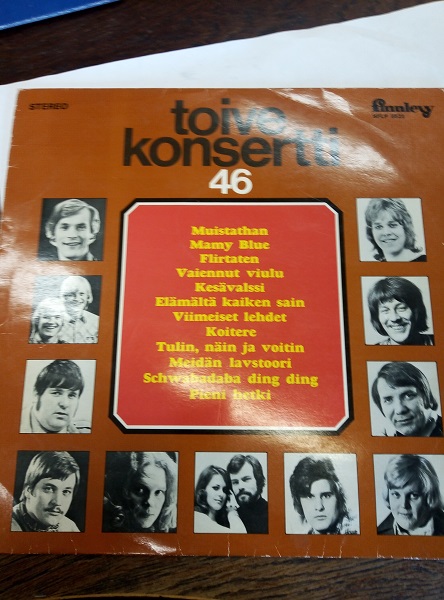 STEREO
finnlevy
toive
konsertti
46
Muistathan
Mamy Blue
Flirtaten
Vaiennut viulu
Kesävalssi
Elämältä kaiken sain
Viimeiset lehdet
Koitere
Tulin, näin ja voitin
Meidän lavstoori
Schwabadaba ding ding
Pieni hetki